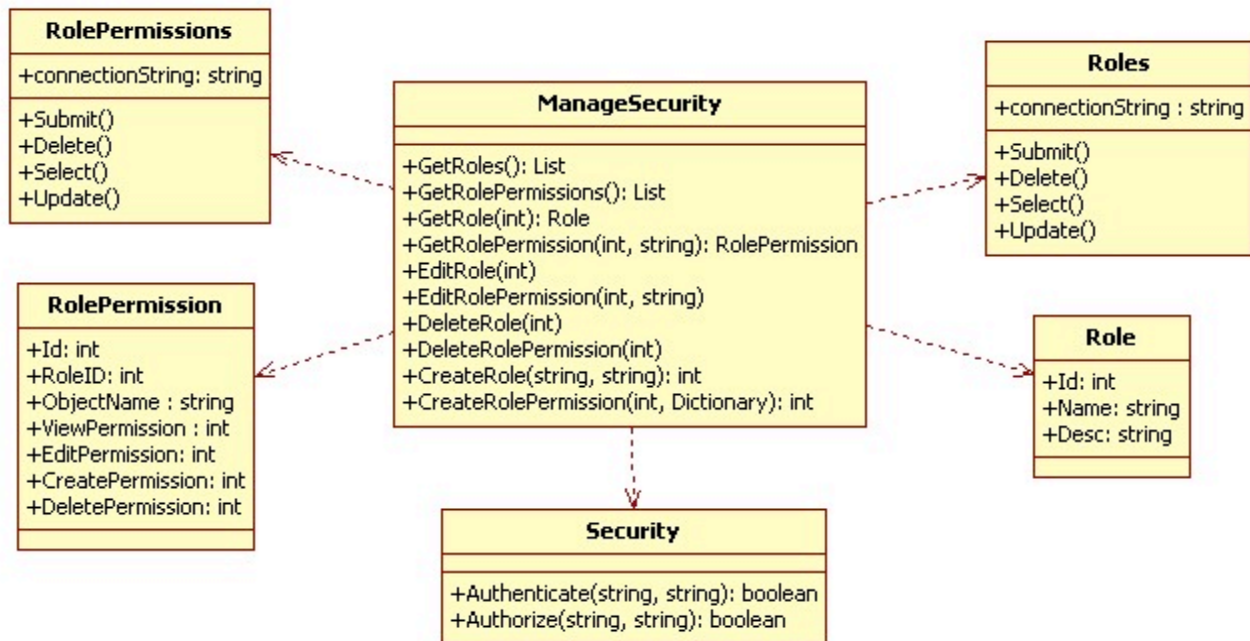 RolePermissions
+connectionString: string
+Submit()
+Delete()
+Select()
+Update()
ManageSecurity
+GetRoles(): List
+GetRolePermissions(): List
+GetRole(int): Role
+GetRolePermission(int, string): RolePermission
+EditRole(int)
+EditRolePermission(int, string)
+DeleteRole(int)
+DeleteRolePermission(int)
+CreateRole(string, string): int
+CreateRolePermission(int, Dictionary): int
Roles
+connectionString : string
+Submit()
+Delete()
+Select()
+Update()
RolePermission
+Id: int
+RoleID: int
+ObjectName : string
+ViewPermission : int
+EditPermission: int
+CreatePermission: int
+DeletePermission: int
Role
+Id: int
+Name: string
+Desc: string
Security
+Authenticate(string, string): boolean
+Authorize(string, string): boolean